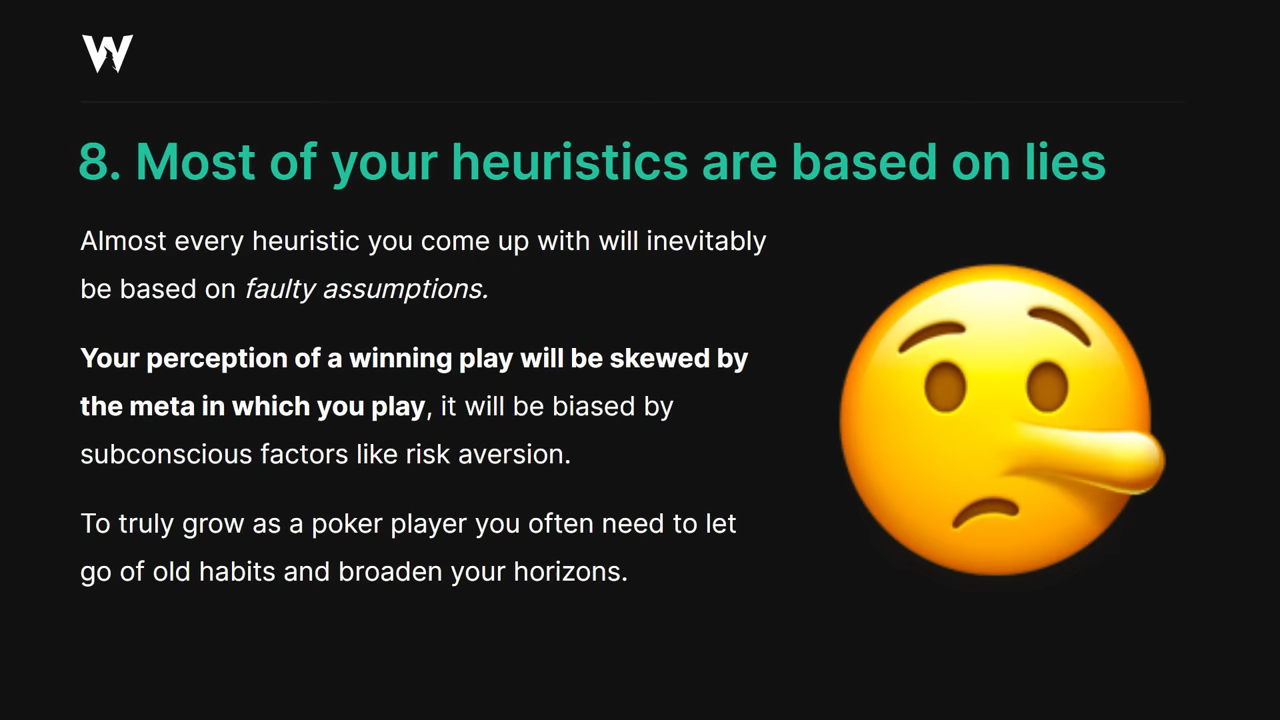 W
8. Most of your heuristics are based on lies
Almost every heuristic you come up with will inevitably
be based on faulty assumptions.
Your perception of a winning play will be skewed by
the meta in which you play, it will be biased by
subconscious factors like risk aversion.
To truly grow as a poker player you often need to let
go of old habits and broaden your horizons.